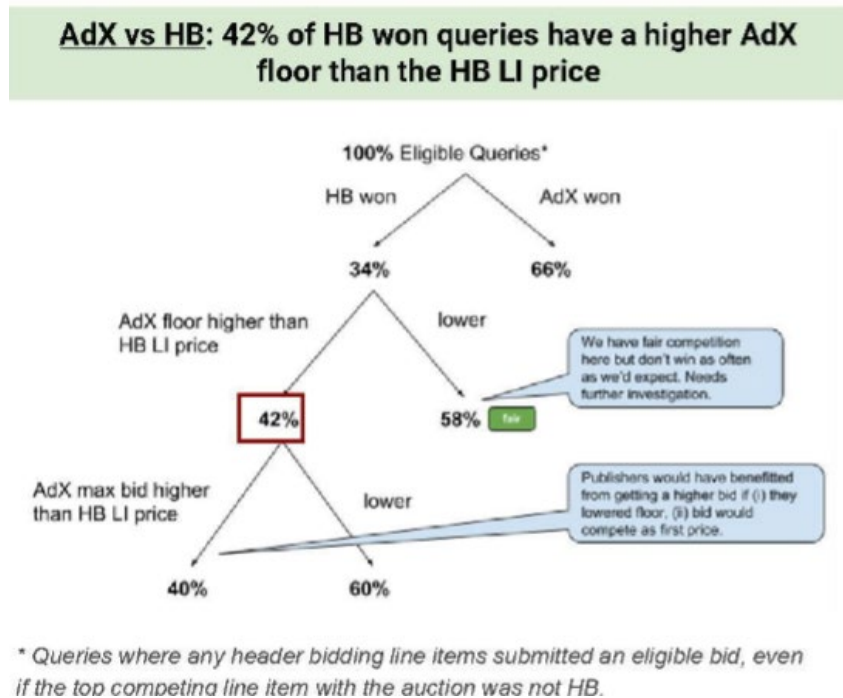 AdX vs HB: 42% of HB won queries have a higher AdX
floor than the HB LI price
100% Eligible Queries*
HB won
AdX won
34%
66%
AdX floor higher than
HB LI price
lower
We have fair competition
here but don't win as often
as we'd expect. Needs
further investigation.
42%
58%
fair
AdX max bid higher
than HB LI price
lower
Publishers would have benefitted
from getting a higher bid if (i) they
lowered floor, (ii) bid would
compete as first price.
40%
60%
* Queries where any header bidding line items submitted an eligible bid, even
if the top competing line item with the auction was not HB.